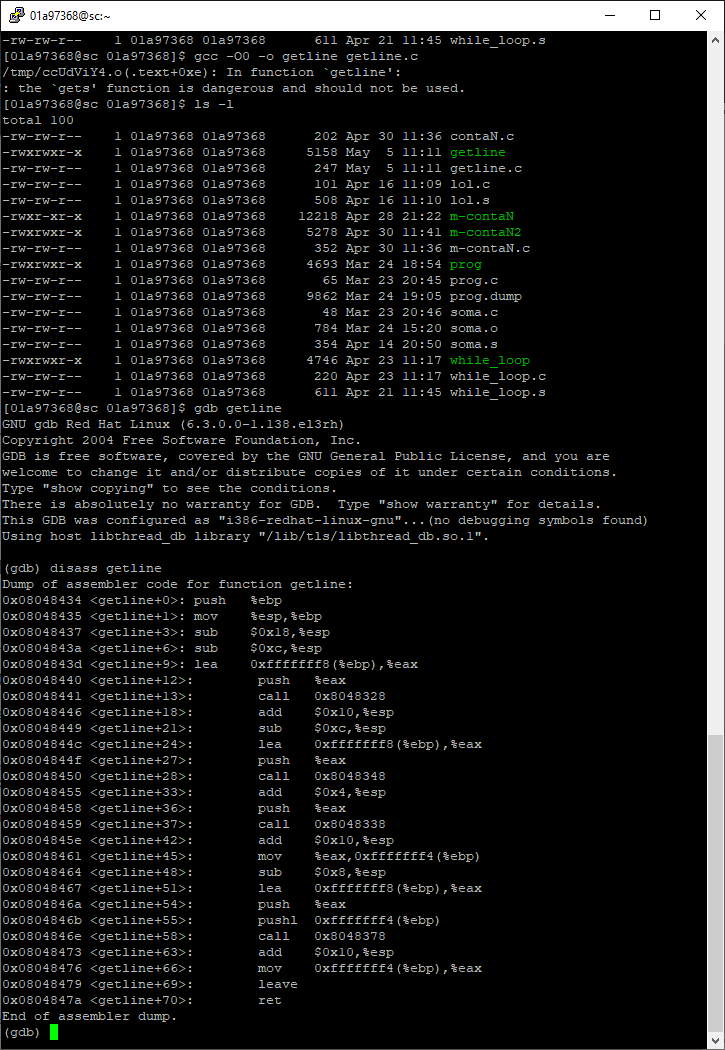 01a97368@sc:~
-rw-rw-r--    1 01a97368 01a97368      611 Apr 21 11:45 while_loop.s
[01a97368@sc 01a97368]$ gcc -O0 -o getline getline.c
/tmp/ccUdViY4.o(.text+0xe): In function `getline':
: the `gets' function is dangerous and should not be used.
[01a97368@sc 01a97368]$ ls -l
total 100
-rw-rw-r--    1 01a97368 01a97368      202 Apr 30 11:36 contaN.c
-rwxrwxr-x    1 01a97368 01a97368     5158 May  5 11:11 getline
-rw-rw-r--    1 01a97368 01a97368      247 May  5 11:11 getline.c
-rw-rw-r--    1 01a97368 01a97368      101 Apr 16 11:09 lol.c
-rw-rw-r--    1 01a97368 01a97368      508 Apr 16 11:10 lol.s
-rwxr-xr-x    1 01a97368 01a97368    12218 Apr 28 21:22 m-contaN
-rwxrwxr-x    1 01a97368 01a97368     5278 Apr 30 11:41 m-contaN2
-rw-rw-r--    1 01a97368 01a97368      352 Apr 30 11:36 m-contaN.c
-rwxrwxr-x    1 01a97368 01a97368     4693 Mar 24 18:54 prog
-rw-rw-r--    1 01a97368 01a97368       65 Mar 23 20:45 prog.c
-rw-rw-r--    1 01a97368 01a97368     9862 Mar 24 19:05 prog.dump
-rw-rw-r--    1 01a97368 01a97368       48 Mar 23 20:46 soma.c
-rw-rw-r--    1 01a97368 01a97368      784 Mar 24 15:20 soma.o
-rw-rw-r--    1 01a97368 01a97368      354 Apr 14 20:50 soma.s
-rwxrwxr-x    1 01a97368 01a97368     4746 Apr 23 11:17 while_loop
-rw-rw-r--    1 01a97368 01a97368      220 Apr 23 11:17 while_loop.c
-rw-rw-r--    1 01a97368 01a97368      611 Apr 21 11:45 while_loop.s
[01a97368@sc 01a97368]$ gdb getline
GNU gdb Red Hat Linux (6.3.0.0-1.138.el3rh)
Copyright 2004 Free Software Foundation, Inc.
GDB is free software, covered by the GNU General Public License, and you are
welcome to change it and/or distribute copies of it under certain conditions.
Type "show copying" to see the conditions.
There is absolutely no warranty for GDB.  Type "show warranty" for details.
This GDB was configured as "i386-redhat-linux-gnu"...(no debugging symbols found)
Using host libthread_db library "/lib/tls/libthread_db.so.1".

(gdb) disass getline
Dump of assembler code for function getline:
0x08048434 <getline+0>: push   %ebp
0x08048435 <getline+1>: mov    %esp,%ebp
0x08048437 <getline+3>: sub    $0x18,%esp
0x0804843a <getline+6>: sub    $0xc,%esp
0x0804843d <getline+9>: lea    0xfffffff8(%ebp),%eax
0x08048440 <getline+12>:        push   %eax
0x08048441 <getline+13>:        call   0x8048328
0x08048446 <getline+18>:        add    $0x10,%esp
0x08048449 <getline+21>:        sub    $0xc,%esp
0x0804844c <getline+24>:        lea    0xfffffff8(%ebp),%eax
0x0804844f <getline+27>:        push   %eax
0x08048450 <getline+28>:        call   0x8048348
0x08048455 <getline+33>:        add    $0x4,%esp
0x08048458 <getline+36>:        push   %eax
0x08048459 <getline+37>:        call   0x8048338
0x0804845e <getline+42>:        add    $0x10,%esp
0x08048461 <getline+45>:        mov    %eax,0xfffffff4(%ebp)
0x08048464 <getline+48>:        sub    $0x8,%esp
0x08048467 <getline+51>:        lea    0xfffffff8(%ebp),%eax
0x0804846a <getline+54>:        push   %eax
0x0804846b <getline+55>:        pushl  0xfffffff4(%ebp)
0x0804846e <getline+58>:        call   0x8048378
0x08048473 <getline+63>:        add    $0x10,%esp
0x08048476 <getline+66>:        mov    0xfffffff4(%ebp),%eax
0x08048479 <getline+69>:        leave
0x0804847a <getline+70>:        ret
End of assembler dump.
(gdb)